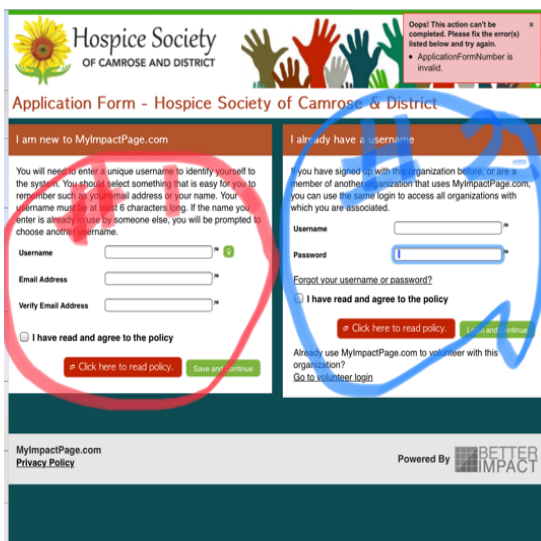 Hospice Society
OF CAMROSE AND DISTRICT
Oops! This action can't be
completed. Please fix the error(s)
listed below and try again.
• ApplicationFormNumber is
invalid.
x
Application Form - Hospice Society of Camrose & District
I am new to MyImpactPage.com
You will need to enter a unique username to identify yourself to
the system. You should select something that is easy for you to
remember such as your email address or your name. Your
username must be at least 6 characters long. If the name you
enter is already in use by someone else, you will be prompted to
choose another username.
Username
Email Address
Verify Email Address
I have read and agree to the policy
Click here to read policy.
Save and Continue
#1
I already have a username
If you have signed up with this organization before, or are a
member of another organization that uses MyImpactPage.com,
you can use the same login to access all organizations with
which you are associated.
Username
Password
Forgot your username or password?
I have read and agree to the policy
Click here to read policy.
Login and Continue
Already use MyImpactPage.com to volunteer with this
organization?
Go to volunteer login
#2
MyImpactPage.com
Privacy Policy
Powered By
BETTER
IMPACT